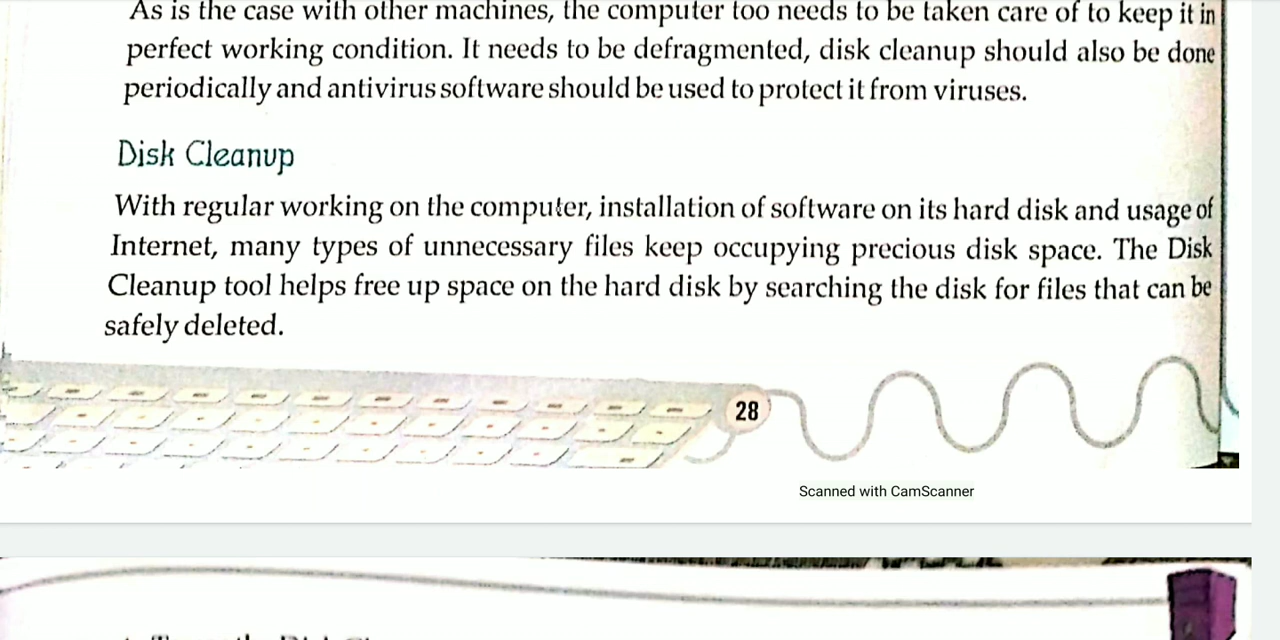 As is the case with other machines, the computer too needs to be taken care of to keep it in
perfect working condition. It needs to be defragmented, disk cleanup should also be done
periodically and antivirus software should be used to protect it from viruses.
Disk Cleanup
With regular working on the computer, installation of software on its hard disk and usage of
Internet, many types of unnecessary files keep occupying precious disk space. The Disk
Cleanup tool helps free up space on the hard disk by searching the disk for files that can be
safely deleted.
28
Scanned with CamScanner